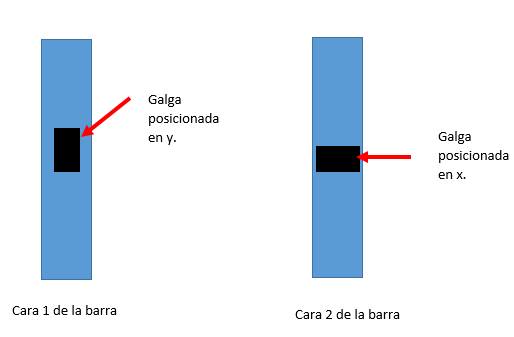 Galga
posicionada
en y.
Galga
posicionada
en x.
Cara 1 de la barra
Cara 2 de la barra